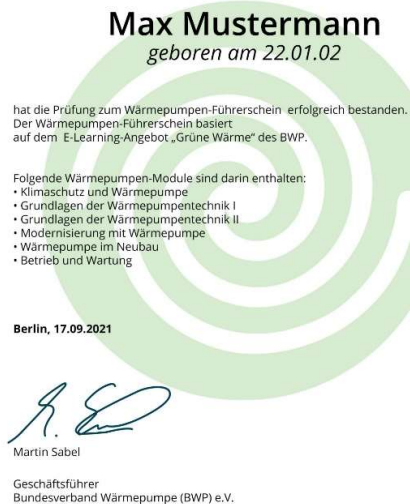 Max Mustermann
geboren am 22.01.02
hat die Prüfung zum Wärmepumpen-Führerschein erfolgreich bestanden.
Der Wärmepumpen-Führerschein basiert
auf dem E-Learning-Angebot „Grüne Wärme“ des BWP.
Folgende Wärmepumpen-Module sind darin enthalten:
• Klimaschutz und Wärmepumpe
• Grundlagen der Wärmepumpentechnik I
• Grundlagen der Wärmepumpentechnik II
• Modernisierung mit Wärmepumpe
• Wärmepumpe im Neubau
• Betrieb und Wartung
Berlin, 17.09.2021
Martin Sabel
Geschäftsführer
Bundesverband Wärmepumpe (BWP) e.V.